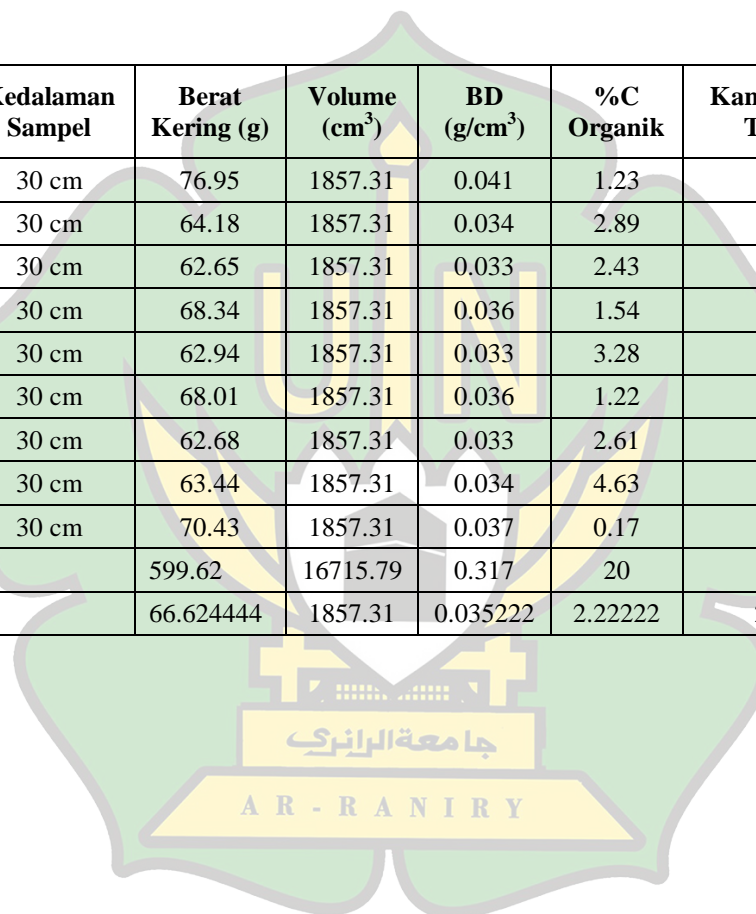 Kedalaman Sampel Berat Kering (g) Volume (cm³) BD (g/cm³) %C Organik
30 cm 76.95 1857.31 0.041 1.23
30 cm 64.18 1857.31 0.034 2.89
30 cm 62.65 1857.31 0.033 2.43
30 cm 68.34 1857.31 0.036 1.54
30 cm 62.94 1857.31 0.033 3.28
30 cm 68.01 1857.31 0.036 1.22
30 cm 62.68 1857.31 0.033 2.61
30 cm 63.44 1857.31 0.034 4.63
30 cm 70.43 1857.31 0.037 0.17
599.62 16715.79 0.317 20
66.624444 1857.31 0.035222 2.22222
UIN
جامعةالرانري
AR-RANIRY